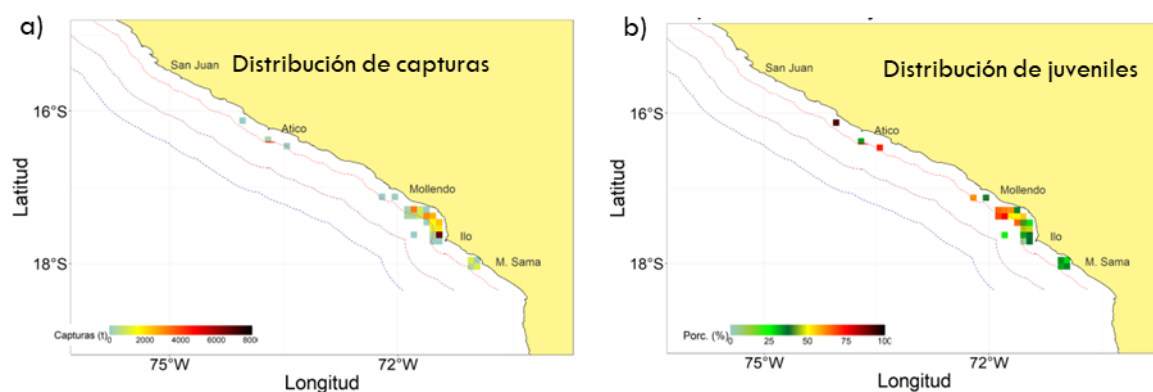 a)
Distribución de capturas
San Juan
Atico
Mollendo
Ilo
M. Sama
16°S
18°S
Latitud
Capturas (t)
0 2000 4000 6000 800
75°W 72°W
Longitud
b)
Distribución de juveniles
San Juan
Atico
Mollendo
Ilo
M. Sama
16°S
18°S
Latitud
Porc. (%)
0 25 50 75 100
75°W 72°W
Longitud